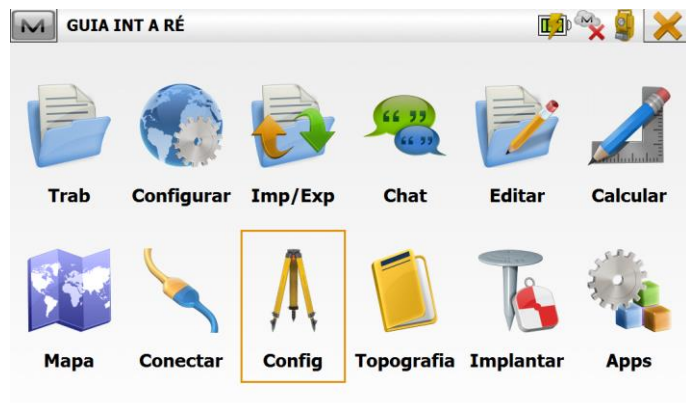 GUIA INT A RÉ
Trab Configurar Imp/Exp Chat Editar Calcular
Mapa Conectar Config Topografia Implantar Apps